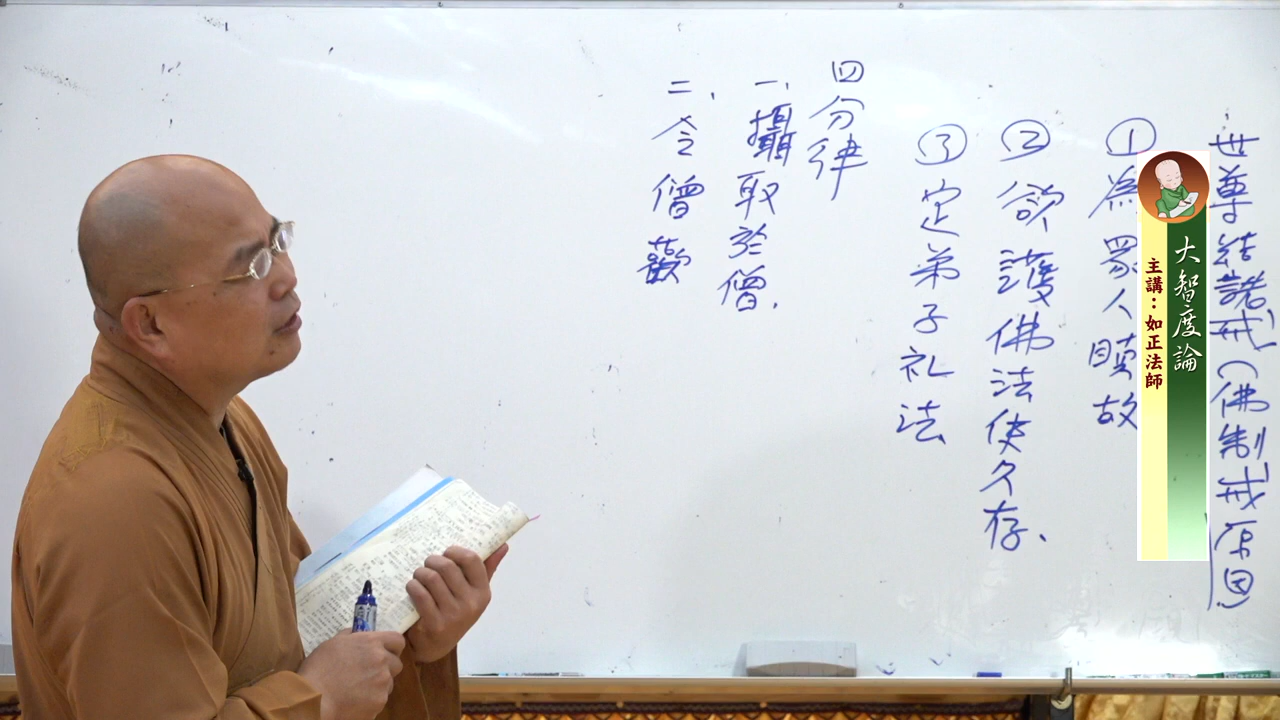 世尊結諸戒（佛制戒原因）
①為眾人睛故
②欲護佛法使久存.
③定弟子礼法
四分律
一、攝取於僧.
二、令僧歡
大智度論
主講：如正法師